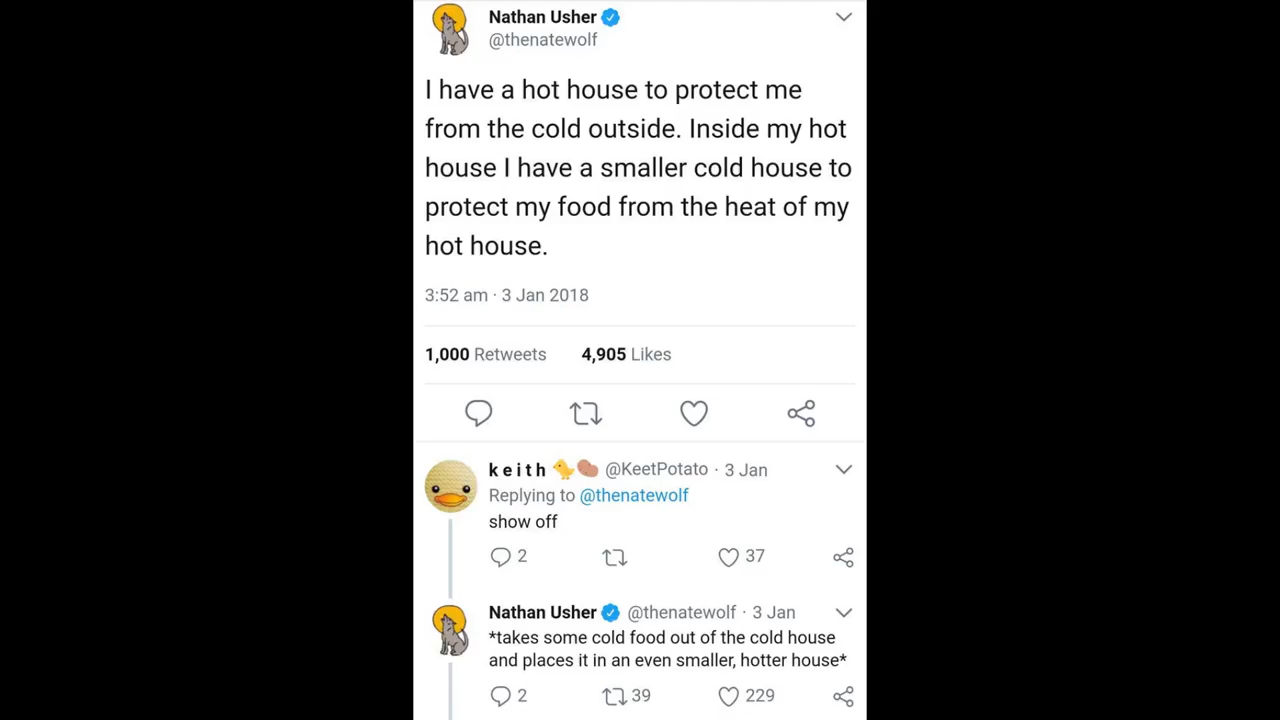 Nathan Usher
@thenatewolf
I have a hot house to protect me
from the cold outside. Inside my hot
house I have a smaller cold house to
protect my food from the heat of my
hot house.
3:52 am · 3 Jan 2018
1,000 Retweets 4,905 Likes
keith 🐤🥔 @KeetPotato · 3 Jan
Replying to @thenatewolf
show off
2 37
Nathan Usher @thenatewolf · 3 Jan
*takes some cold food out of the cold house
and places it in an even smaller, hotter house*
2 39 229